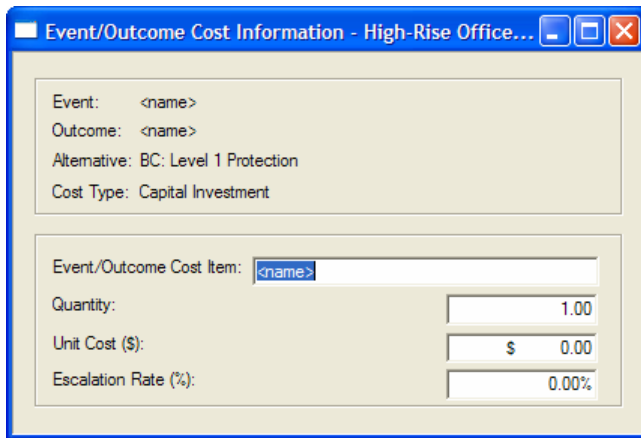 Event/Outcome Cost Information - High-Rise Office...
Event: <name>
Outcome: <name>
Alternative: BC: Level 1 Protection
Cost Type: Capital Investment
Event/Outcome Cost Item: <name>
Quantity: 1.00
Unit Cost ($): $ 0.00
Escalation Rate (%): 0.00%